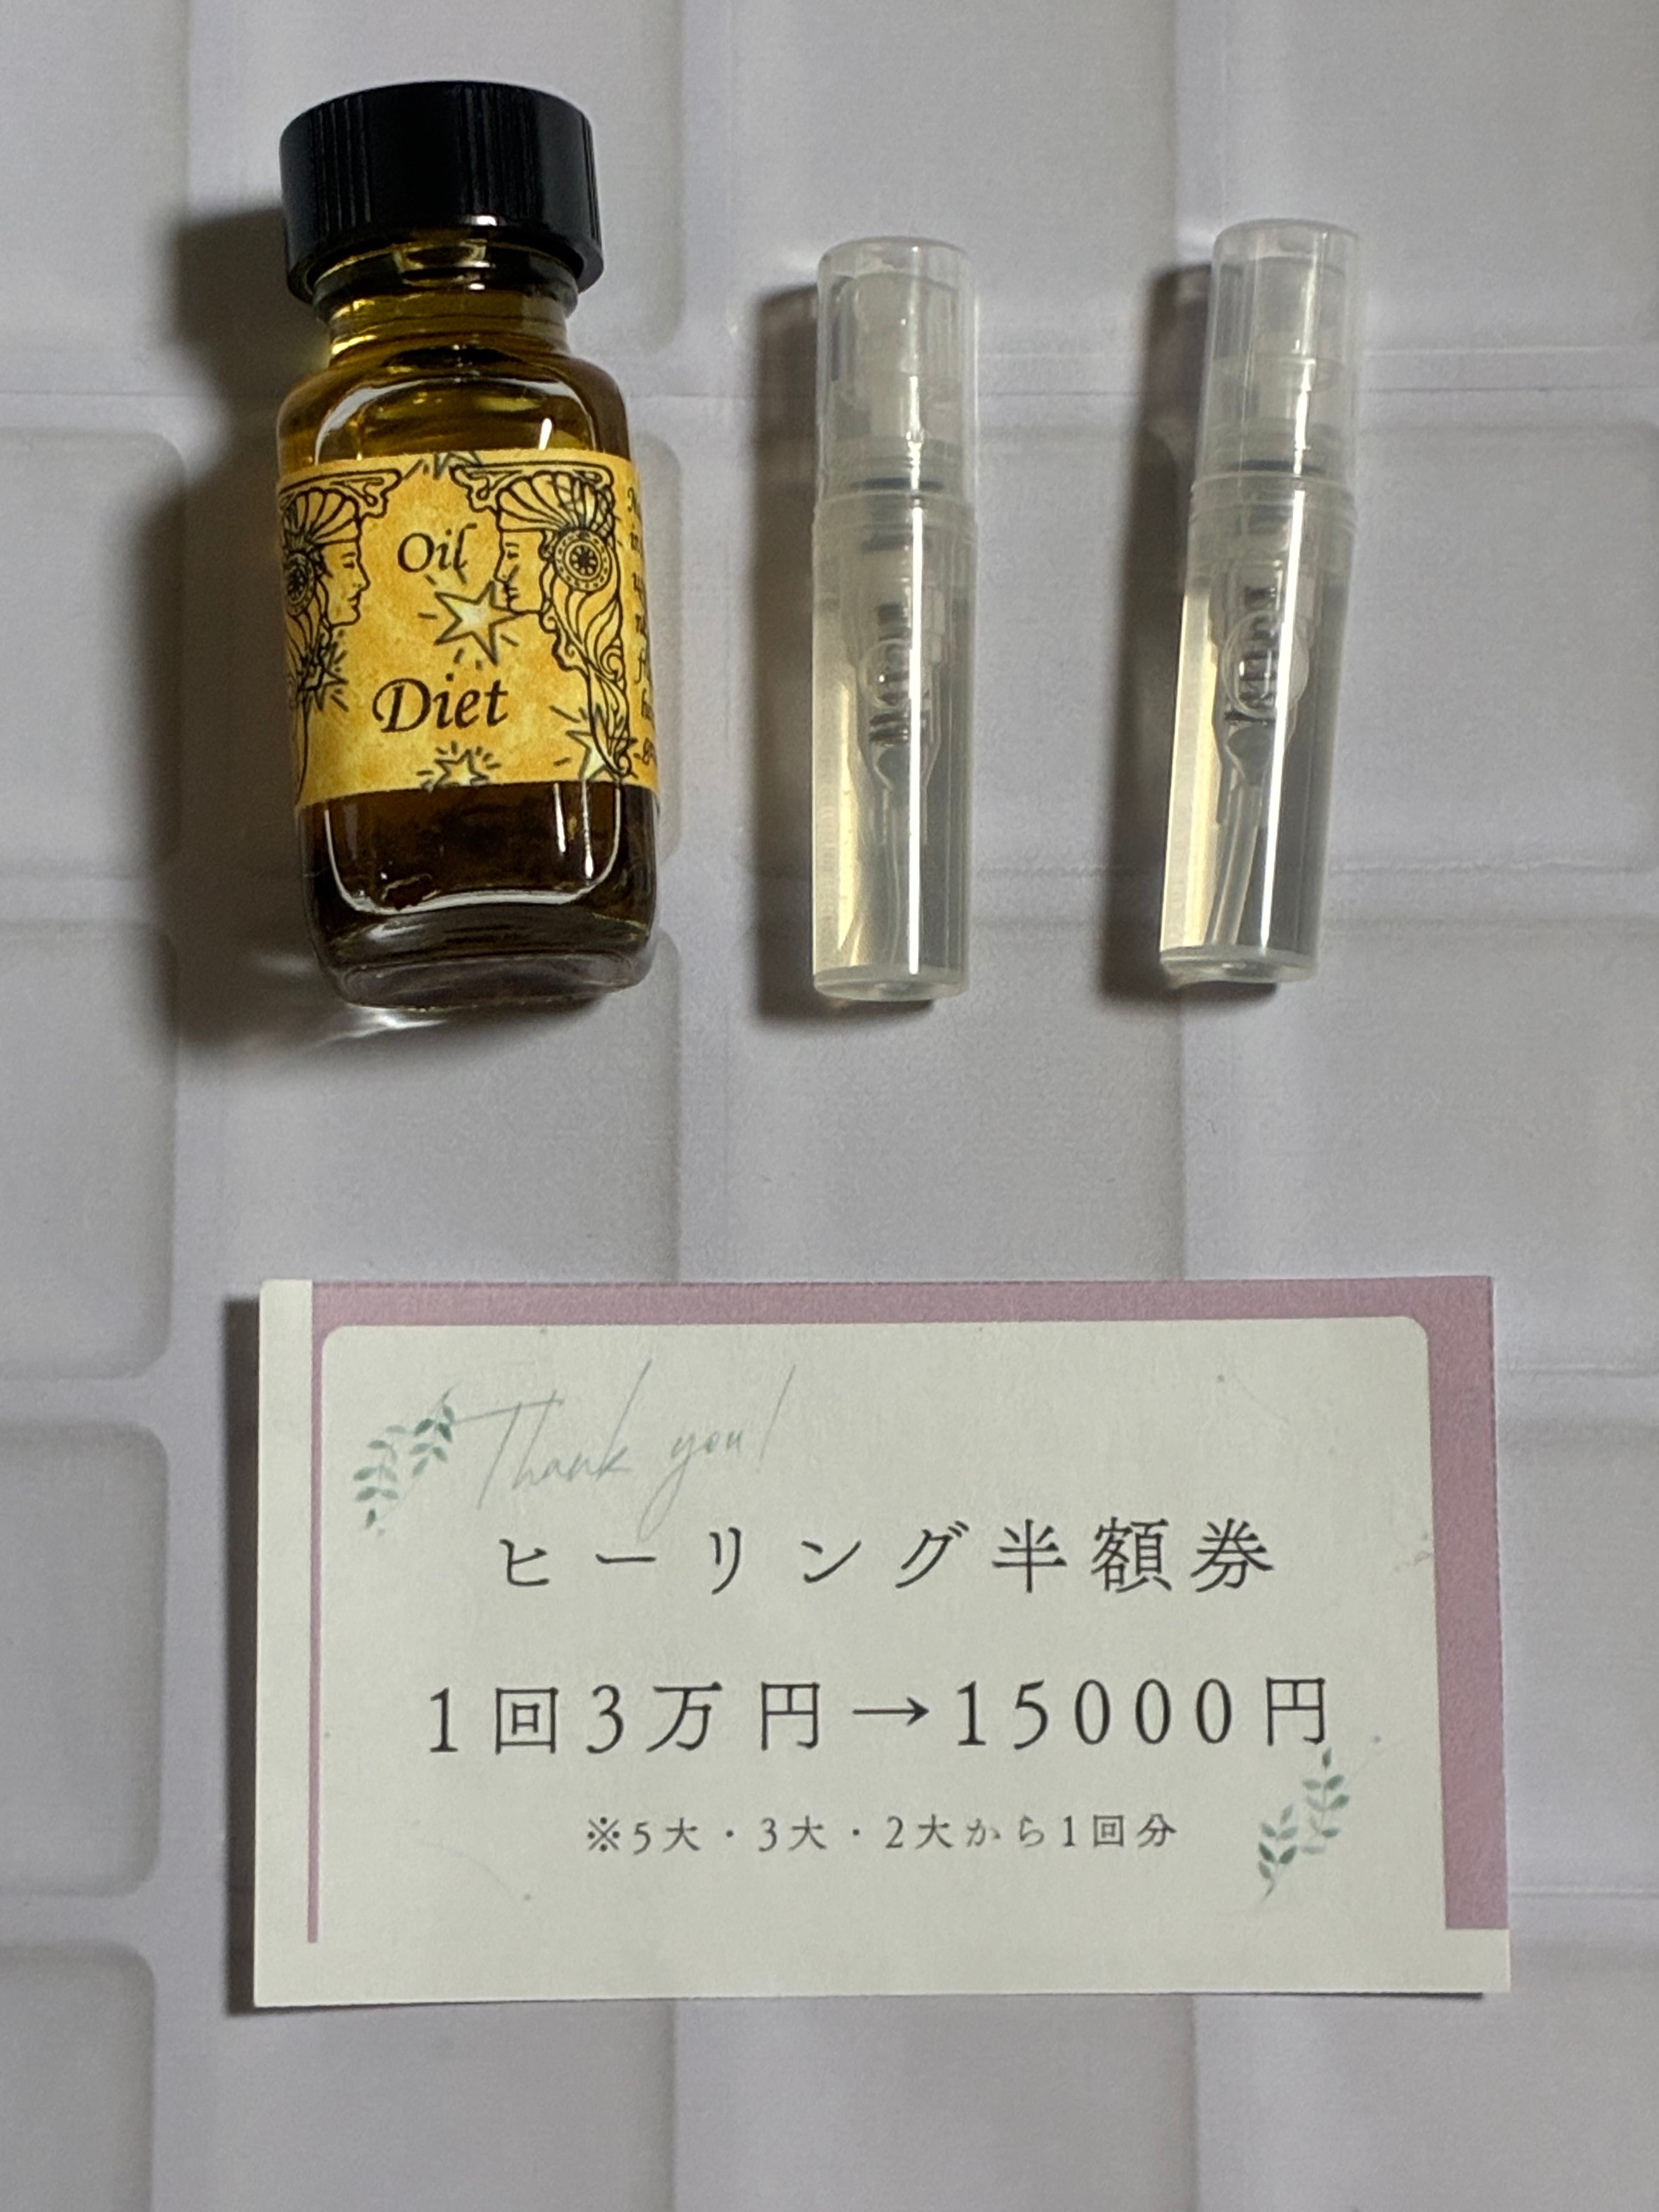 Oil
Diet
Thank you!
ヒーリング半額券
1回3万円→15000円
※5大・3大・2大から1回分